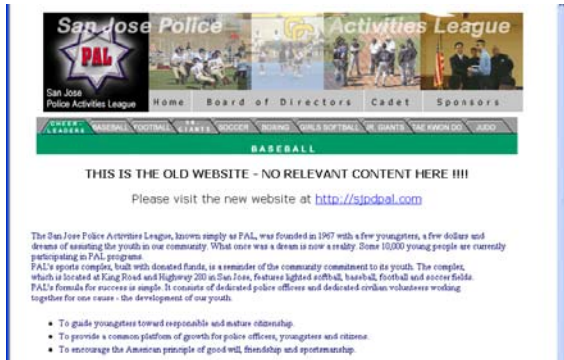 San Jose Police Activities League
PAL
San Jose
Police Activities League
Home Board of Directors Cadet Sponsors
CHEER-LEADERS BASEBALL FOOTBALL GIANTS SOCCER BOXING GIRLS SOFTBALL JR. GIANTS TAE KWON DO JUDO
BASEBALL
THIS IS THE OLD WEBSITE - NO RELEVANT CONTENT HERE !!!!
Please visit the new website at http://sjpdpal.com
The San Jose Police Activities League, known simply as PAL, was founded in 1967 with a few youngsters, a few dollars and
dreams of assisting the youth in our community. What once was a dream is now a reality. Some 10,000 young people are currently
participating in PAL programs.
PAL's sports complex, built with donated funds, is a reminder of the community commitment to its youth. The complex,
which is located at King Road and Highway 280 in San Jose, features lighted softball, baseball, football and soccer fields.
PAL's formula for success is simple. It consists of dedicated police officers and dedicated civilian volunteers working
together for one cause - the development of our youth.
• To guide youngsters toward responsible and mature citizenship.
• To provide a common platform of growth for police officers, youngsters and citizens.
• To encourage the American principle of good will, friendship and sportsmanship.